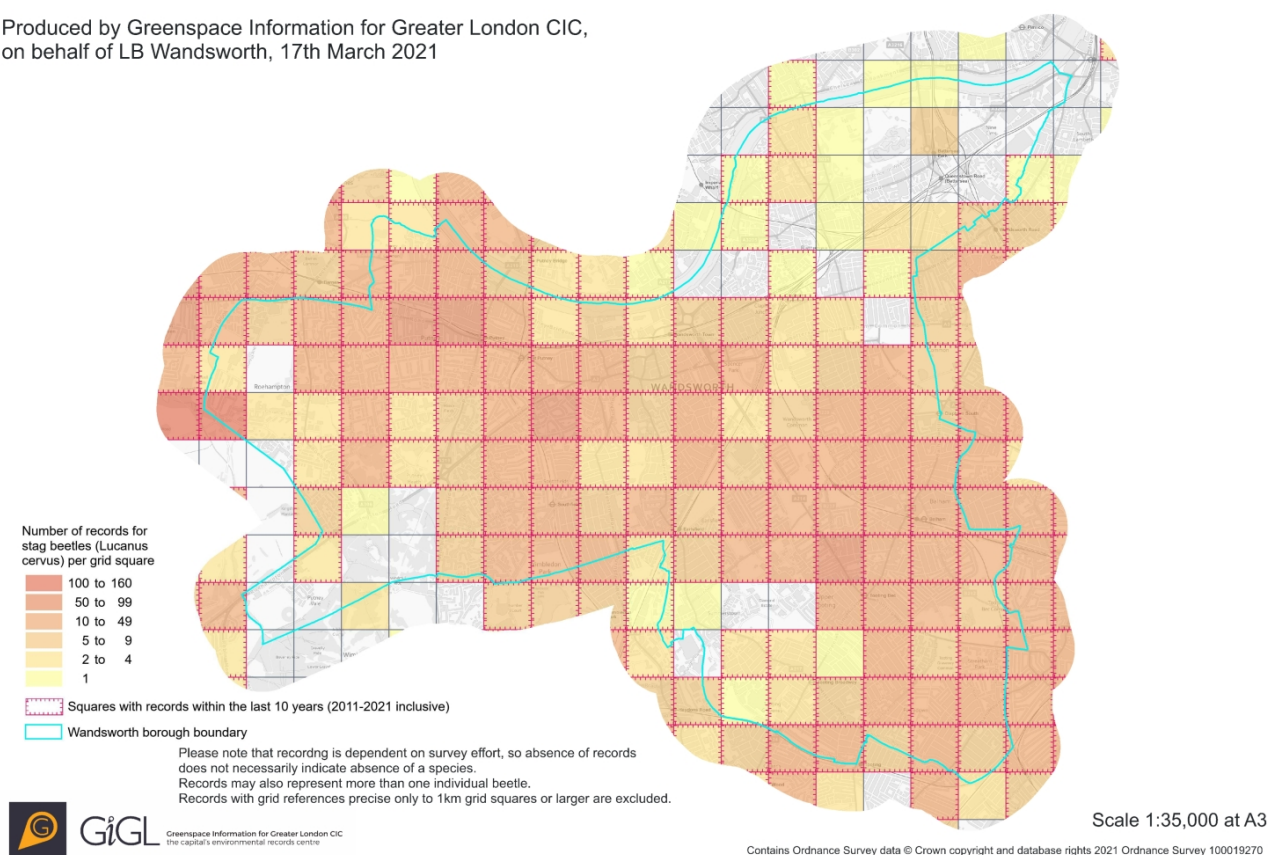 Produced by Greenspace Information for Greater London CIC,
on behalf of LB Wandsworth, 17th March 2021
Roehampton
WANDSWORTH
Number of records for
stag beetles (Lucanus
cervus) per grid square
100 to 160
50 to 99
10 to 49
5 to 9
2 to 4
1
Squares with records within the last 10 years (2011-2021 inclusive)
Wandsworth borough boundary
Please note that recordng is dependent on survey effort, so absence of records
does not necessarily indicate absence of a species.
Records may also represent more than one individual beetle.
Records with grid references precise only to 1km grid squares or larger are excluded.
G
GiGL
Greenspace Information for Greater London CIC
the capital's environmental records centre
Scale 1:35,000 at A3
Contains Ordnance Survey data © Crown copyright and database rights 2021 Ordnance Survey 100019270